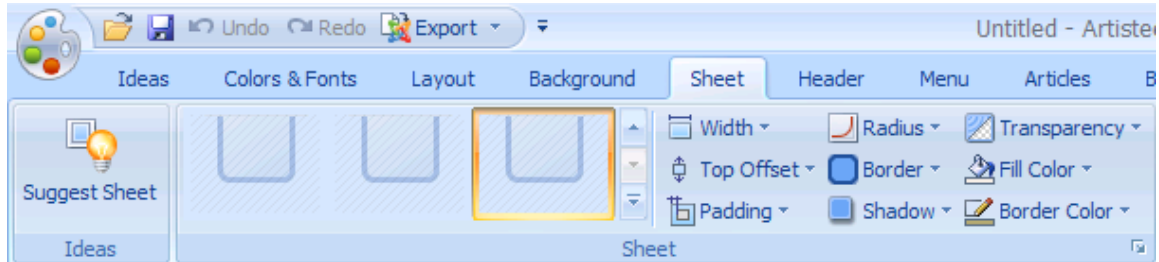 Undo Redo Export Untitled - Artistee
Ideas Colors & Fonts Layout Background Sheet Header Menu Articles B
Width Radius Transparency
Top Offset Border Fill Color
Suggest Sheet
Padding Shadow Border Color
Ideas Sheet